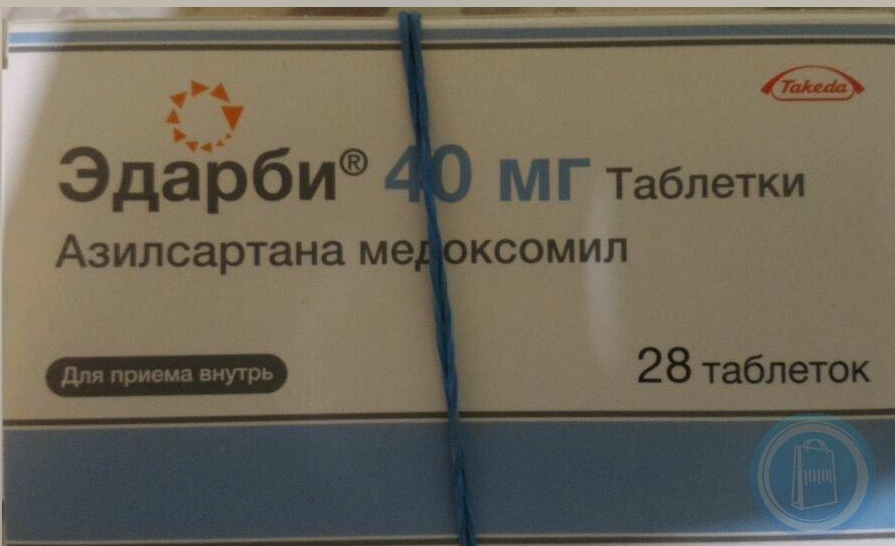 Takeda
Эдарби® 40 мг Таблетки
Азилсартана медоксомил
Для приема внутрь
28 таблеток